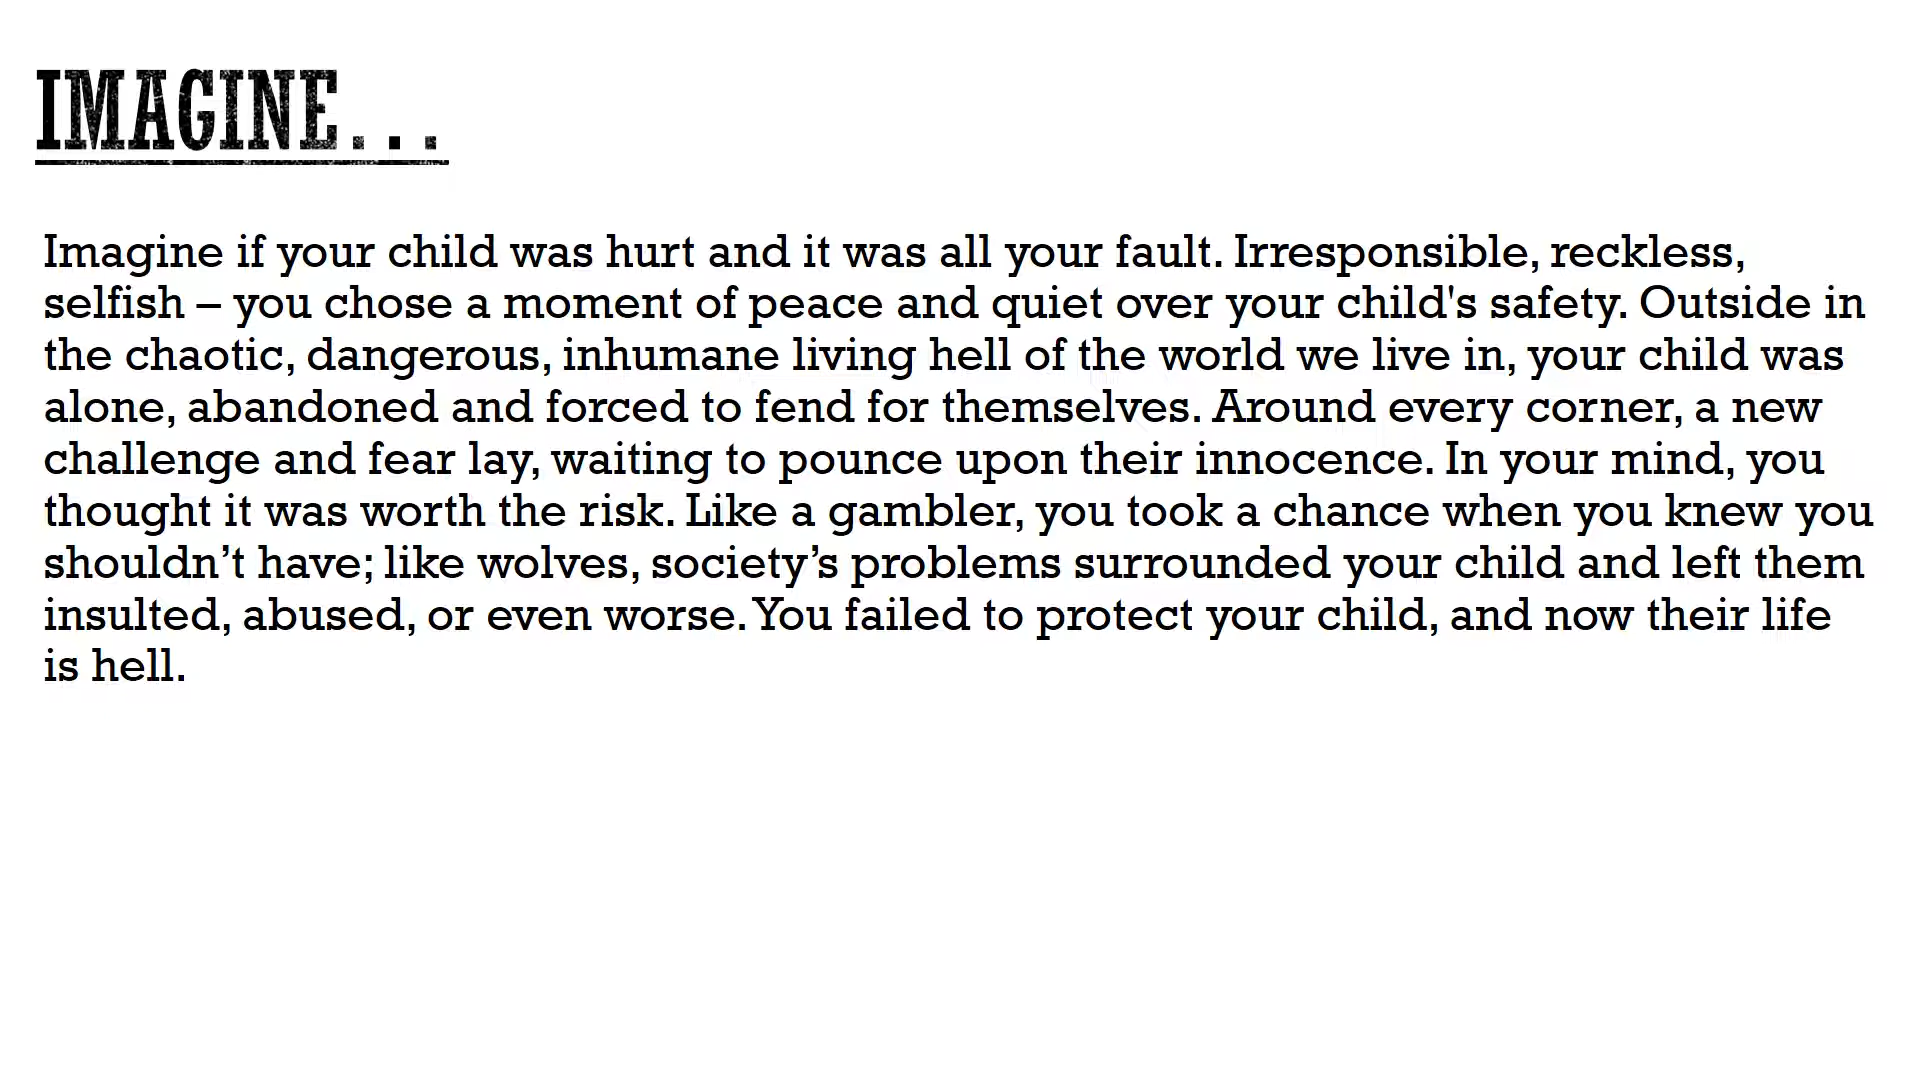 IMAGINE...
Imagine if your child was hurt and it was all your fault. Irresponsible, reckless,
selfish – you chose a moment of peace and quiet over your child's safety. Outside in
the chaotic, dangerous, inhumane living hell of the world we live in, your child was
alone, abandoned and forced to fend for themselves. Around every corner, a new
challenge and fear lay, waiting to pounce upon their innocence. In your mind, you
thought it was worth the risk. Like a gambler, you took a chance when you knew you
shouldn’t have; like wolves, society’s problems surrounded your child and left them
insulted, abused, or even worse. You failed to protect your child, and now their life
is hell.